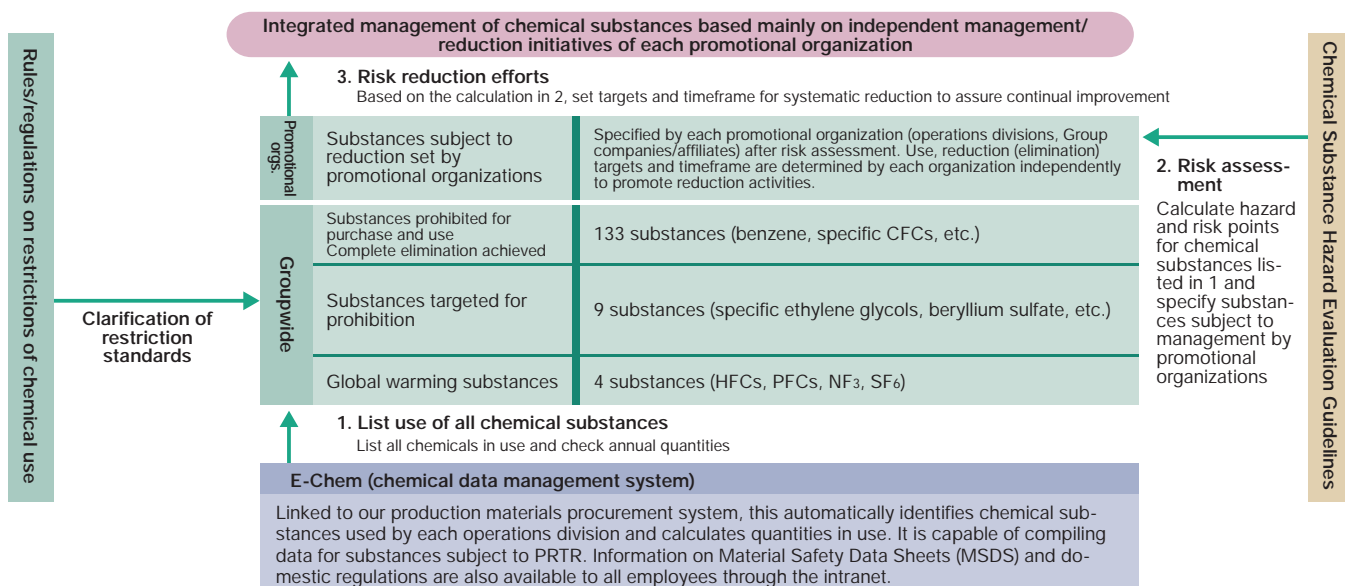 Integrated management of chemical substances based mainly on independent management/
reduction initiatives of each promotional organization
Rules/regulations on restrictions of chemical use
Clarification of
restriction
standards
3. Risk reduction efforts
Based on the calculation in 2, set targets and timeframe for systematic reduction to assure continual improvement
Promotional
orgs.
Substances subject to
reduction set by
promotional organizations
Specified by each promotional organization (operations divisions, Group
companies/affiliates) after risk assessment. Use, reduction (elimination)
targets and timeframe are determined by each organization independently
to promote reduction activities.
Groupwide
Substances prohibited for
purchase and use
Complete elimination achieved
133 substances (benzene, specific CFCs, etc.)
Substances targeted for
prohibition
9 substances (specific ethylene glycols, beryllium sulfate, etc.)
Global warming substances
4 substances (HFCs, PFCs, NF3, SF6)
2. Risk assess-
ment
Calculate hazard
and risk points
for chemical
substances lis-
ted in 1 and
specify substan-
ces subject to
management by
promotional
organizations
Chemical Substance Hazard Evaluation Guidelines
1. List use of all chemical substances
List all chemicals in use and check annual quantities
E-Chem (chemical data management system)
Linked to our production materials procurement system, this automatically identifies chemical sub-
stances used by each operations division and calculates quantities in use. It is capable of compiling
data for substances subject to PRTR. Information on Material Safety Data Sheets (MSDS) and do-
mestic regulations are also available to all employees through the intranet.